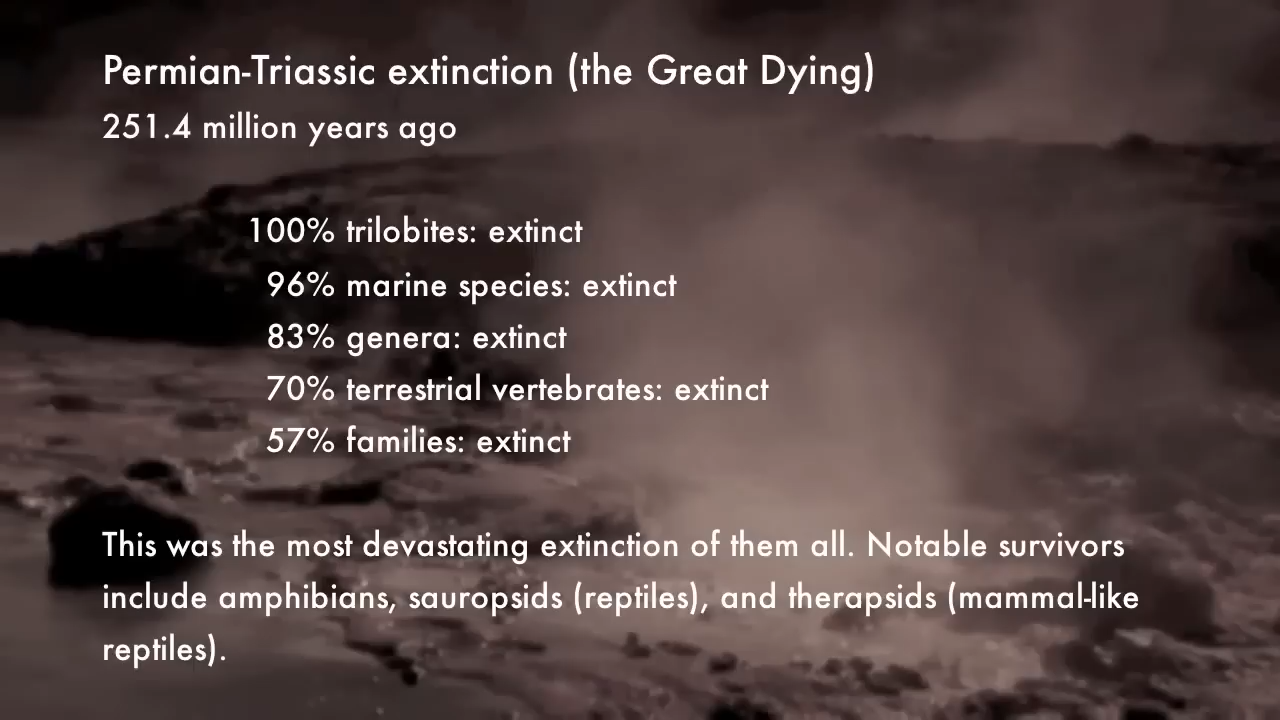 Permian-Triassic extinction (the Great Dying)
251.4 million years ago
100% trilobites: extinct
96% marine species: extinct
83% genera: extinct
70% terrestrial vertebrates: extinct
57% families: extinct
This was the most devastating extinction of them all. Notable survivors
include amphibians, sauropsids (reptiles), and therapsids (mammal-like
reptiles).